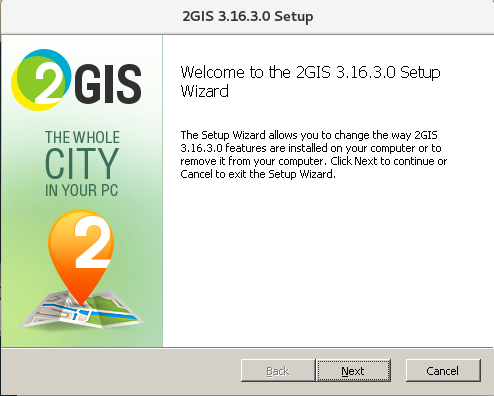 2GIS 3.16.3.0 Setup
2GIS
THE WHOLE
CITY
IN YOUR PC
2
Welcome to the 2GIS 3.16.3.0 Setup
Wizard
The Setup Wizard allows you to change the way 2GIS
3.16.3.0 features are installed on your computer or to
remove it from your computer. Click Next to continue or
Cancel to exit the Setup Wizard.
Back
Next
Cancel